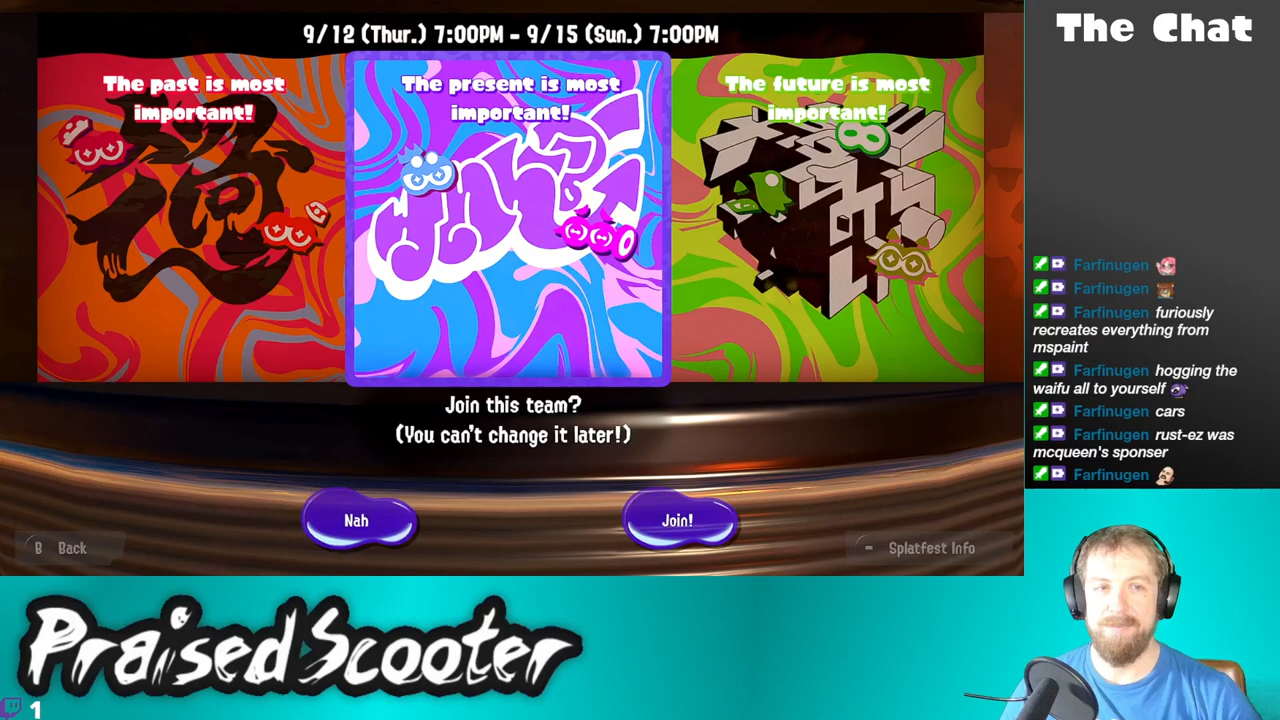 9/12 (Thur.) 7:00PM - 9/15 (Sun.) 7:00PM
The past is most
important!
The present is most
important!
The future is most
important!
Join this team?
(You can't change it later!)
Nah
Join!
B Back
- Splatfest Info
The Chat
Farfinugen
Farfinugen
Farfinugen furiously
recreates everything from
mspaint
Farfinugen hogging the
waifu all to yourself
Farfinugen cars
Farfinugen rust-ez was
mcqueen's sponser
Farfinugen
Praised Scooter
1